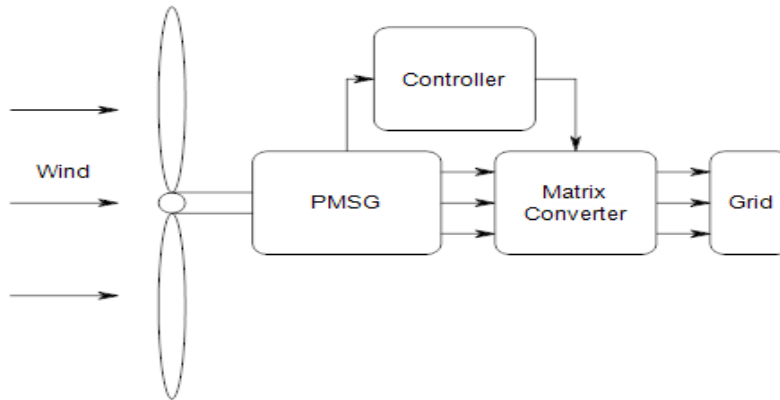 Controller
Wind
PMSG
Matrix
Converter
Grid